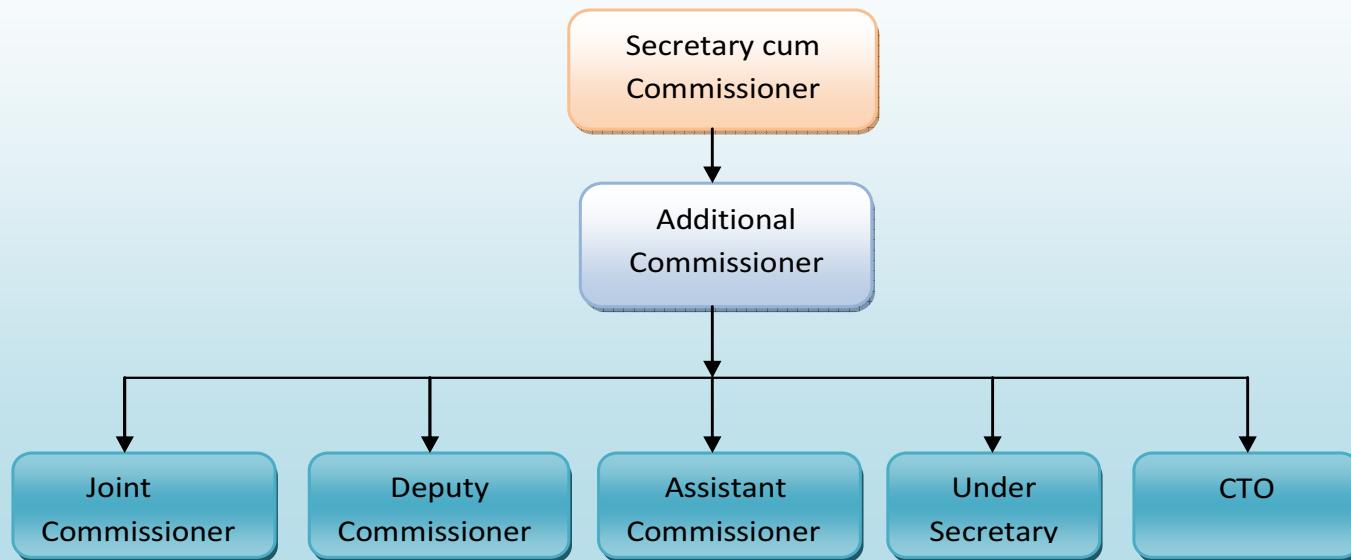 Secretary cum
Commissioner
Additional
Commissioner
Joint
Commissioner
Deputy
Commissioner
Assistant
Commissioner
Under
Secretary
CTO